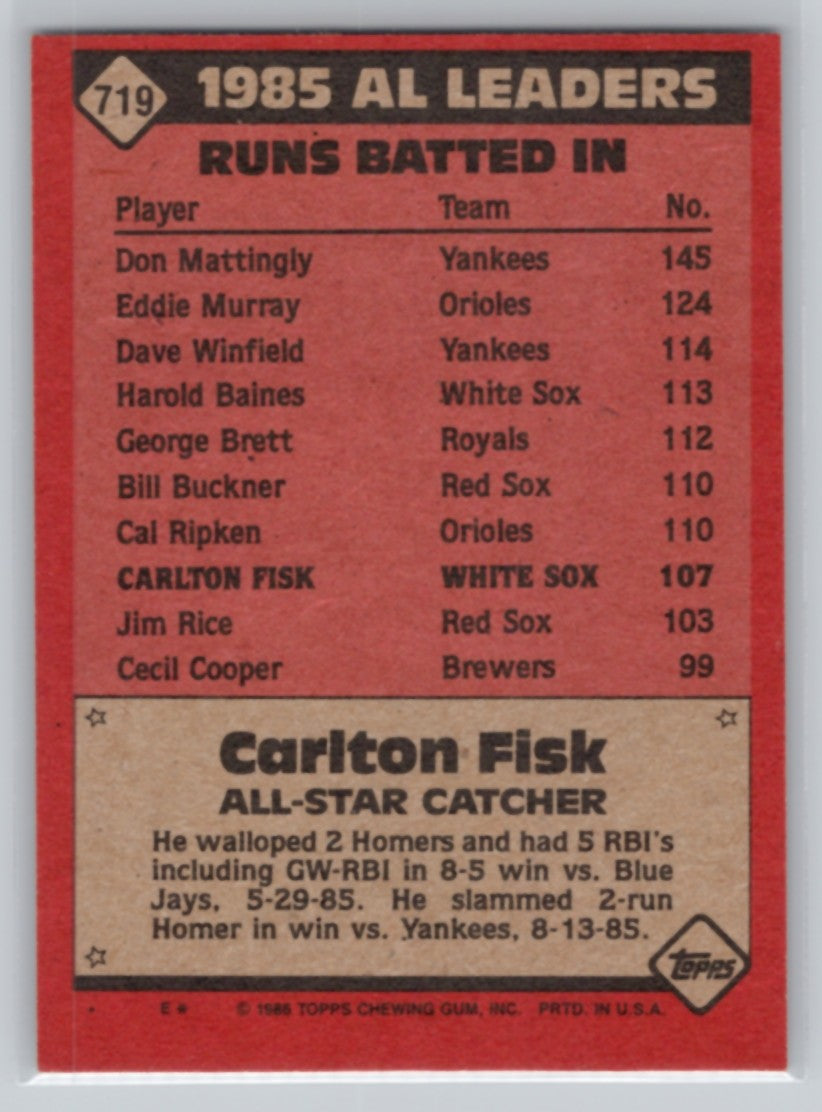 719 1985 AL LEADERS
RUNS BATTED IN
Player Team No.
Don Mattingly Yankees 145
Eddie Murray Orioles 124
Dave Winfield Yankees 114
Harold Baines White Sox 113
George Brett Royals 112
Bill Buckner Red Sox 110
Cal Ripken Orioles 110
CARLTON FISK WHITE SOX 107
Jim Rice Red Sox 103
Cecil Cooper Brewers 99
Carlton Fisk
ALL-STAR CATCHER
He walloped 2 Homers and had 5 RBI's
including GW-RBI in 8-5 win vs. Blue
Jays, 5-29-85. He slammed 2-run
Homer in win vs. Yankees, 8-13-85.
topps
E * © 1986 TOPPS CHEWING GUM, INC. PRTD. IN U.S.A.